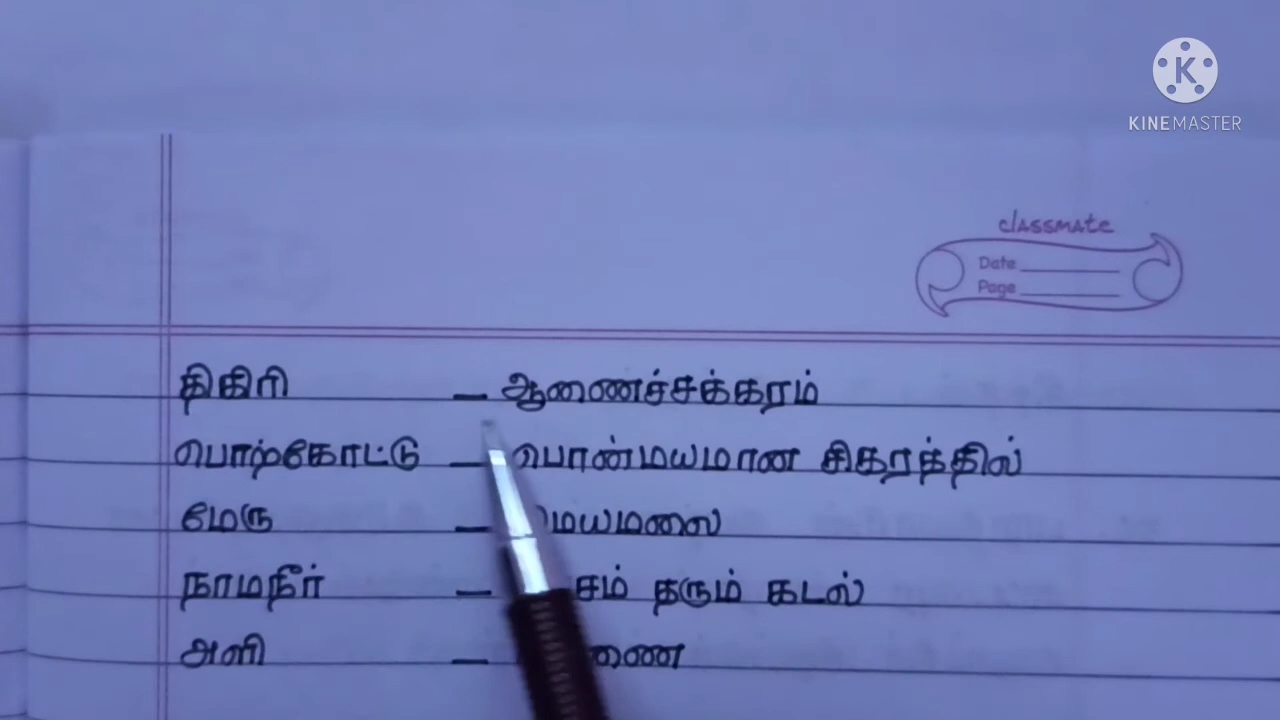 KINEMASTER
classmate
Date
Page
திகிரி – ஆணைச்சக்கரம்
பொற்கோட்டு – பொன்மயமான சிகரத்தில்
மேரு –
நாமநீர் – தரும் கடல்
அளி –